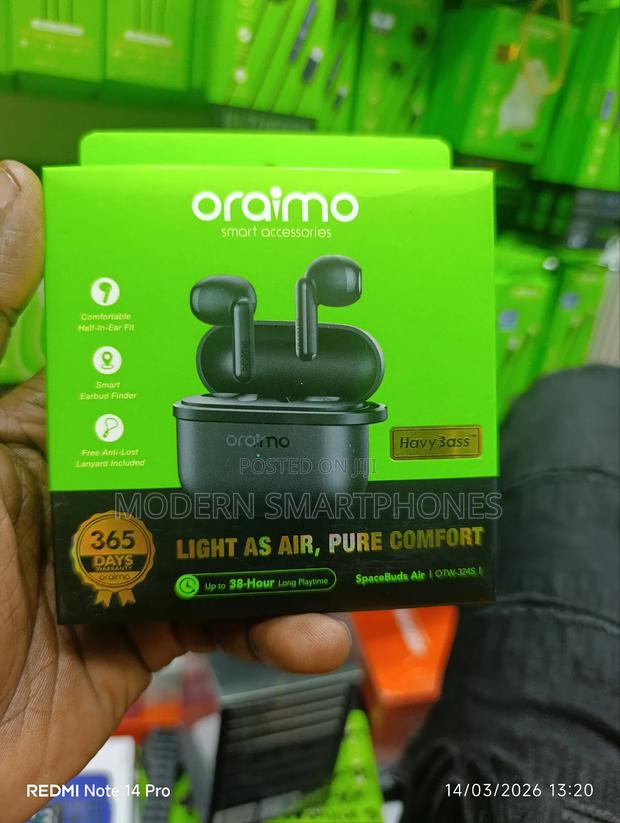 oraimo
smart accessories
Comfortable
Half-In-Ear Fit
Smart
Earbud Finder
Free Anti-Lost
Lanyard Included
oraimo
HavyBass™
POSTED ON JIJI
MODERN SMARTPHONES
365
DAYS
WARRANTY
oraimo
LIGHT AS AIR, PURE COMFORT
Up to 38-Hour Long Playtime
SpaceBuds Air | OTW-324S |
REDMI Note 14 Pro
14/03/2026 13:20